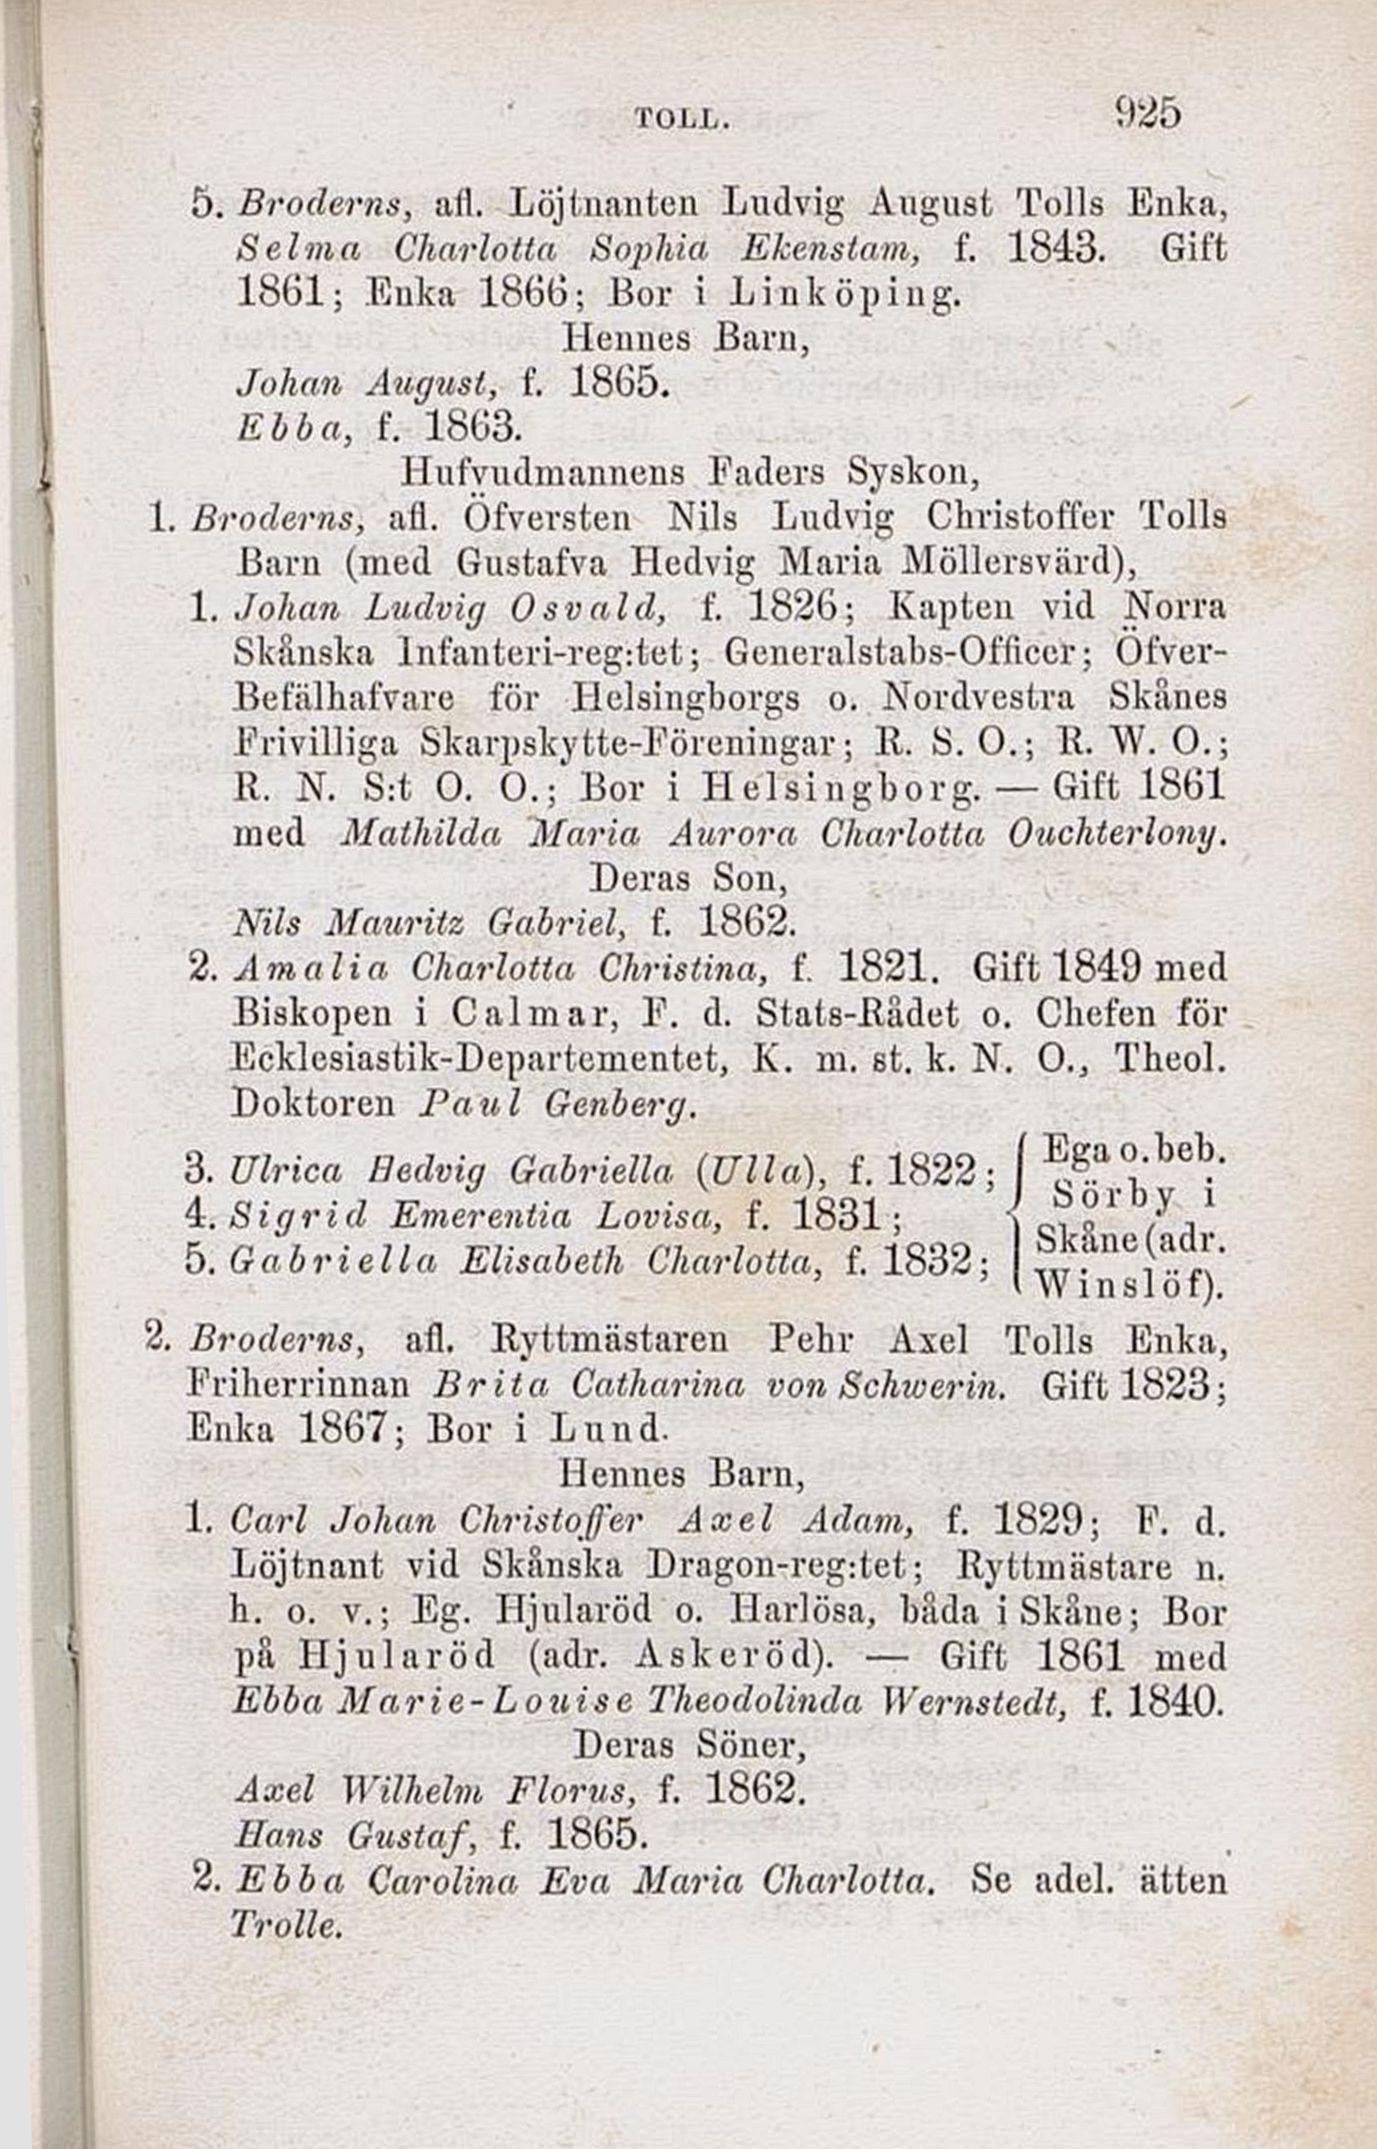 TOLL. 925
5. Broderns, afl. Löjtnanten Ludvig August Tolls Enka,
Selma Charlotta Sophia Ekenstam, f. 1843. Gift
1861; Enka 1866; Bor i Linköping.
Hennes Barn,
Johan August, f. 1865.
Ebba, f. 1863.
Hufvudmannens Faders Syskon,
1. Broderns, afl. Öfversten Nils Ludvig Christoffer Tolls
Barn (med Gustafva Hedvig Maria Möllersvärd),
1. Johan Ludvig Osvald, f. 1826; Kapten vid Norra
Skånska Infanteri-reg:tet; Generalstabs-Officer; Öfver-
Befälhafvare för Helsingborgs o. Nordvestra Skånes
Frivilliga Skarpskytte-Föreningar; R. S. O.; R. W. O.;
R. N. S:t O. O.; Bor i Helsingborg. — Gift 1861
med Mathilda Maria Aurora Charlotta Ouchterlony.
Deras Son,
Nils Mauritz Gabriel, f. 1862.
2. Amalia Charlotta Christina, f. 1821. Gift 1849 med
Biskopen i Calmar, F. d. Stats-Rådet o. Chefen för
Ecklesiastik-Departementet, K. m. st. k. N. O., Theol.
Doktoren Paul Genberg.
3. Ulrica Hedvig Gabriella (Ulla), f. 1822;
4. Sigrid Emerentia Lovisa, f. 1831;
5. Gabriella Elisabeth Charlotta, f. 1832;
Ega o. beb.
Sörby i
Skåne (adr.
Winslöf).
2. Broderns, afl. Ryttmästaren Pehr Axel Tolls Enka,
Friherrinnan Brita Catharina von Schwerin. Gift 1823;
Enka 1867; Bor i Lund.
Hennes Barn,
1. Carl Johan Christoffer Axel Adam, f. 1829; F. d.
Löjtnant vid Skånska Dragon-reg:tet; Ryttmästare n.
h. o. v.; Eg. Hjularöd o. Harlösa, båda i Skåne; Bor
på Hjularöd (adr. Askeröd). — Gift 1861 med
Ebba Marie-Louise Theodolinda Wernstedt, f. 1840.
Deras Söner,
Axel Wilhelm Florus, f. 1862.
Hans Gustaf, f. 1865.
2. Ebba Carolina Eva Maria Charlotta. Se adel. ätten
Trolle.